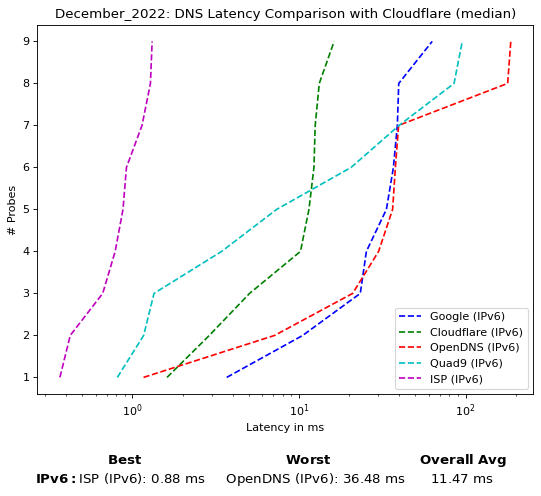 December_2022: DNS Latency Comparison with Cloudflare (median)
9
8
7
6
5
4
3
2
1
# Probes
Google (IPv6)
Cloudflare (IPv6)
OpenDNS (IPv6)
Quad9 (IPv6)
ISP (IPv6)
10⁰ 10¹ 10²
Latency in ms
Best Worst Overall Avg
IPv6: ISP (IPv6): 0.88 ms OpenDNS (IPv6): 36.48 ms 11.47 ms